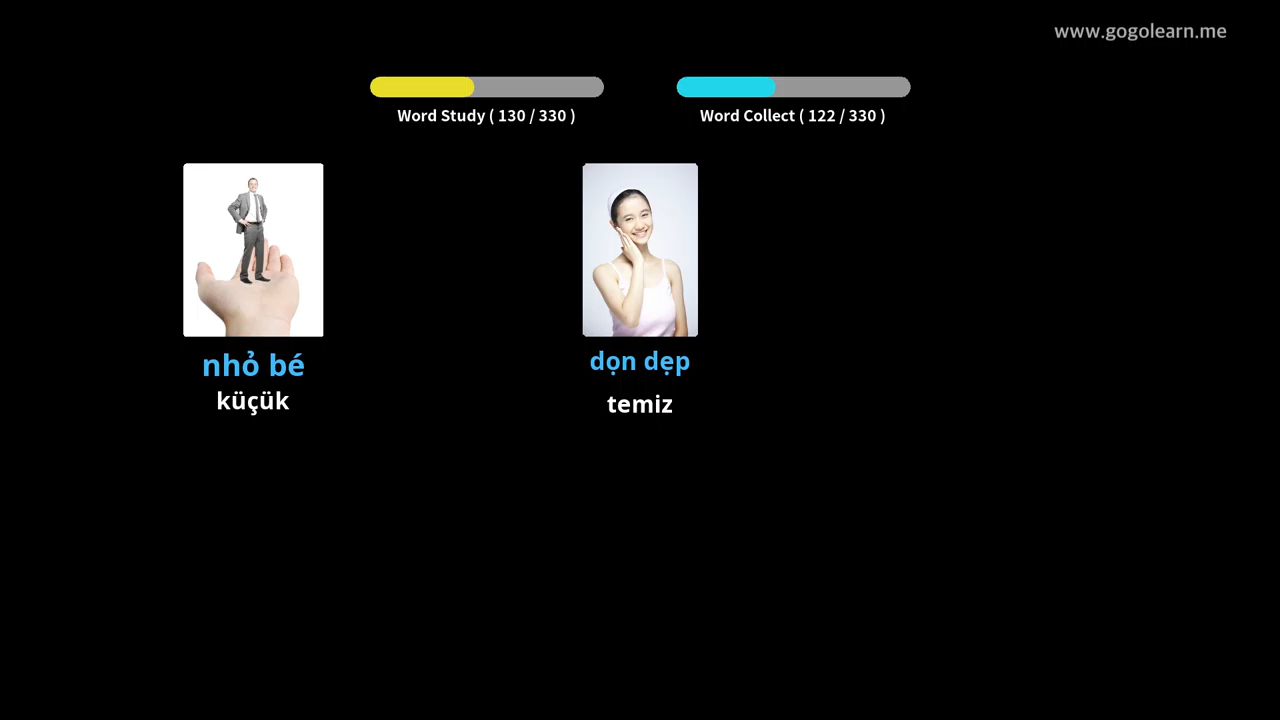 www.gogolearn.me
Word Study ( 130 / 330 )
Word Collect ( 122 / 330 )
nhỏ bé
küçük
dọn dẹp
temiz